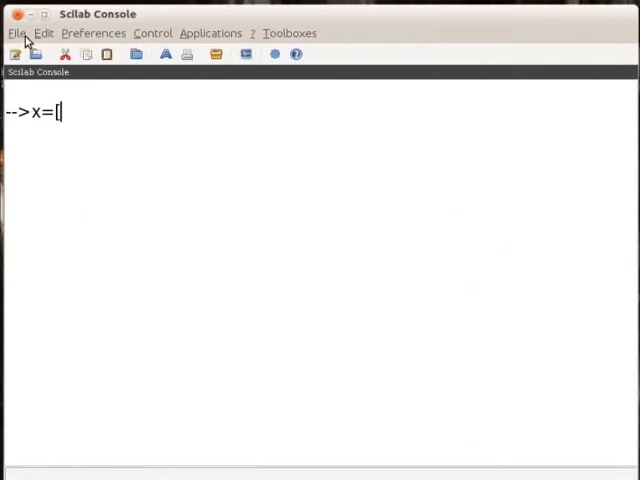 Scilab Console
File Edit Preferences Control Applications ? Toolboxes
Scilab Console
-->x=[